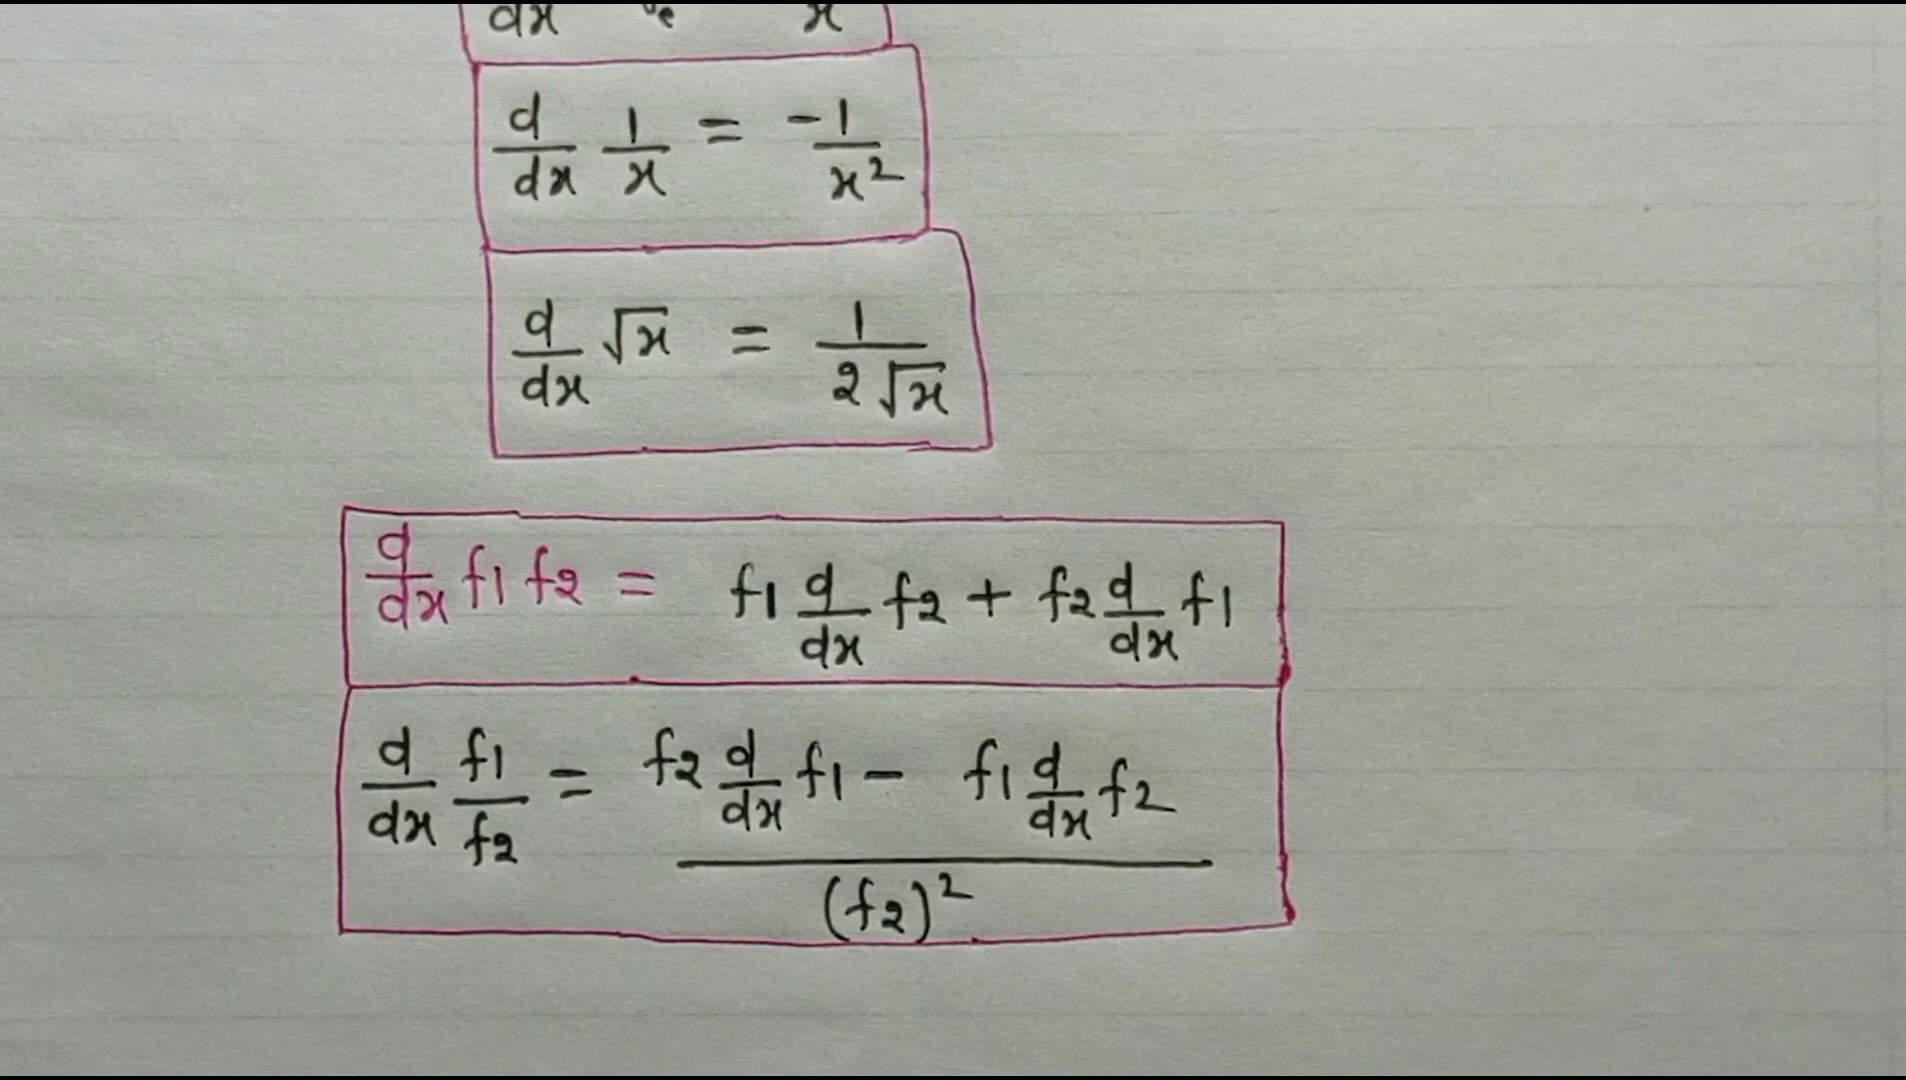 dx e x
d/dx 1/x = -1/x²
d/dx √x = 1/2√x
d/dx f1 f2 = f1 d/dx f2 + f2 d/dx f1
d/dx f1/f2 = f2 d/dx f1 - f1 d/dx f2 / (f2)²